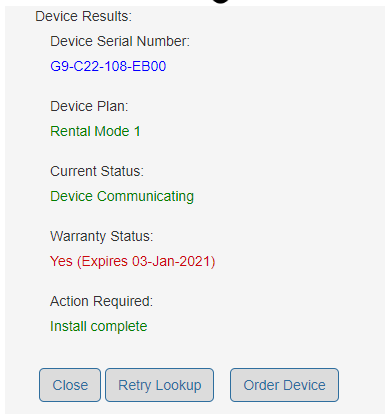 Device Results:
Device Serial Number:
G9-C22-108-EB00
Device Plan:
Rental Mode 1
Current Status:
Device Communicating
Warranty Status:
Yes (Expires 03-Jan-2021)
Action Required:
Install complete
Close Retry Lookup Order Device